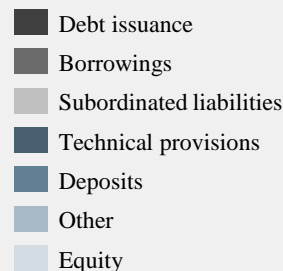 Debt issuance
Borrowings
Subordinated liabilities
Technical provisions
Deposits
Other
Equity